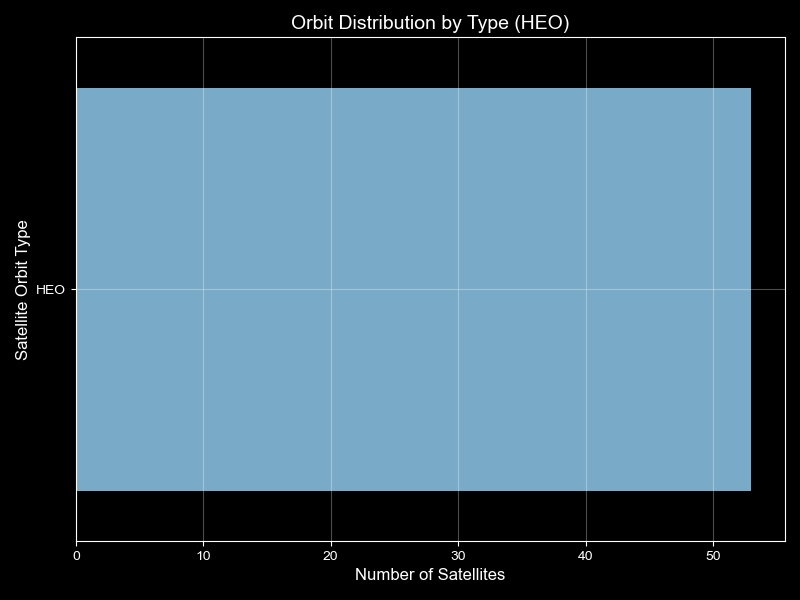 Orbit Distribution by Type (HEO)
Satellite Orbit Type
HEO
0 10 20 30 40 50
Number of Satellites